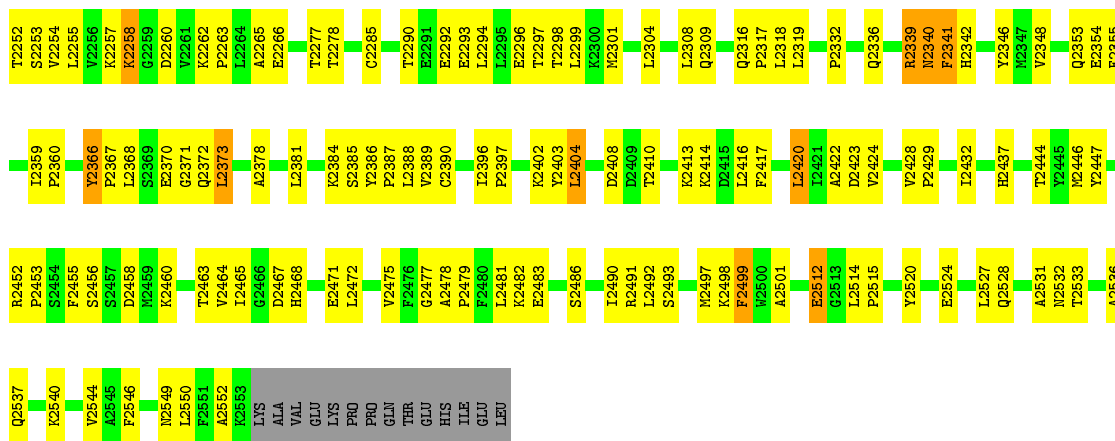 T2252 S2253 V2254 L2255 V2256 K2257 K2258 G2259 D2260 V2261 K2262 P2263 L2264 A2265 E2266 T2277 T2278 C2285 T2290 E2291 E2292 E2293 L2294 L2295 E2296 T2297 T2298 L2299 K2300 M2301 L2304 L2308 Q2309 Q2316 P2317 L2318 L2319 P2332 Q2336 R2339 N2340 F2341 H2342 Y2346 M2347 V2348 Q2353 E2354
I2359 P2360 Y2366 P2367 L2368 S2369 E2370 G2371 Q2372 L2373 A2378 L2381 K2384 S2385 Y2386 P2387 L2388 V2389 C2390 I2396 P2397 K2402 Y2403 L2404 D2408 D2409 T2410 K2413 K2414 D2415 L2416 F2417 L2420 I2421 A2422 D2423 V2424 V2428 P2429 I2432 H2437 T2444 Y2445 M2446 Y2447
R2452 P2453 S2454 F2455 S2456 S2457 D2458 M2459 K2460 T2463 V2464 I2465 G2466 D2467 H2468 E2471 L2472 V2475 F2476 G2477 A2478 P2479 F2480 L2481 K2482 E2483 S2486 I2490 R2491 L2492 S2493 M2497 K2498 F2499 W2500 A2501 E2512 G2513 L2514 P2515 Y2520 E2524 L2527 Q2528 A2531 N2532 T2533 A2536
Q2537 K2540 V2544 A2545 F2546 N2549 L2550 F2551 A2552 K2553 LYS ALA VAL GLU LYS PRO PRO GLN THR GLU HIS ILE GLU LEU